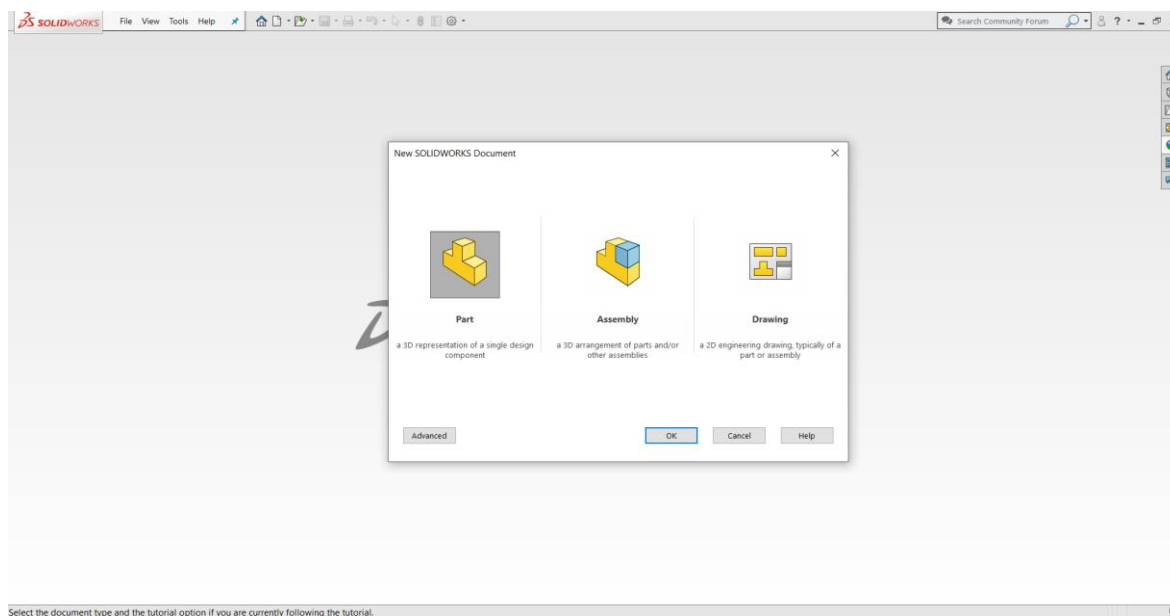 SOLIDWORKS File View Tools Help Search Community Forum ?
New SOLIDWORKS Document
Part
a 3D representation of a single design
component
Assembly
a 3D arrangement of parts and/or
other assemblies
Drawing
a 2D engineering drawing, typically of a
part or assembly
Advanced OK Cancel Help
Select the document type and the tutorial option if you are currently following the tutorial.